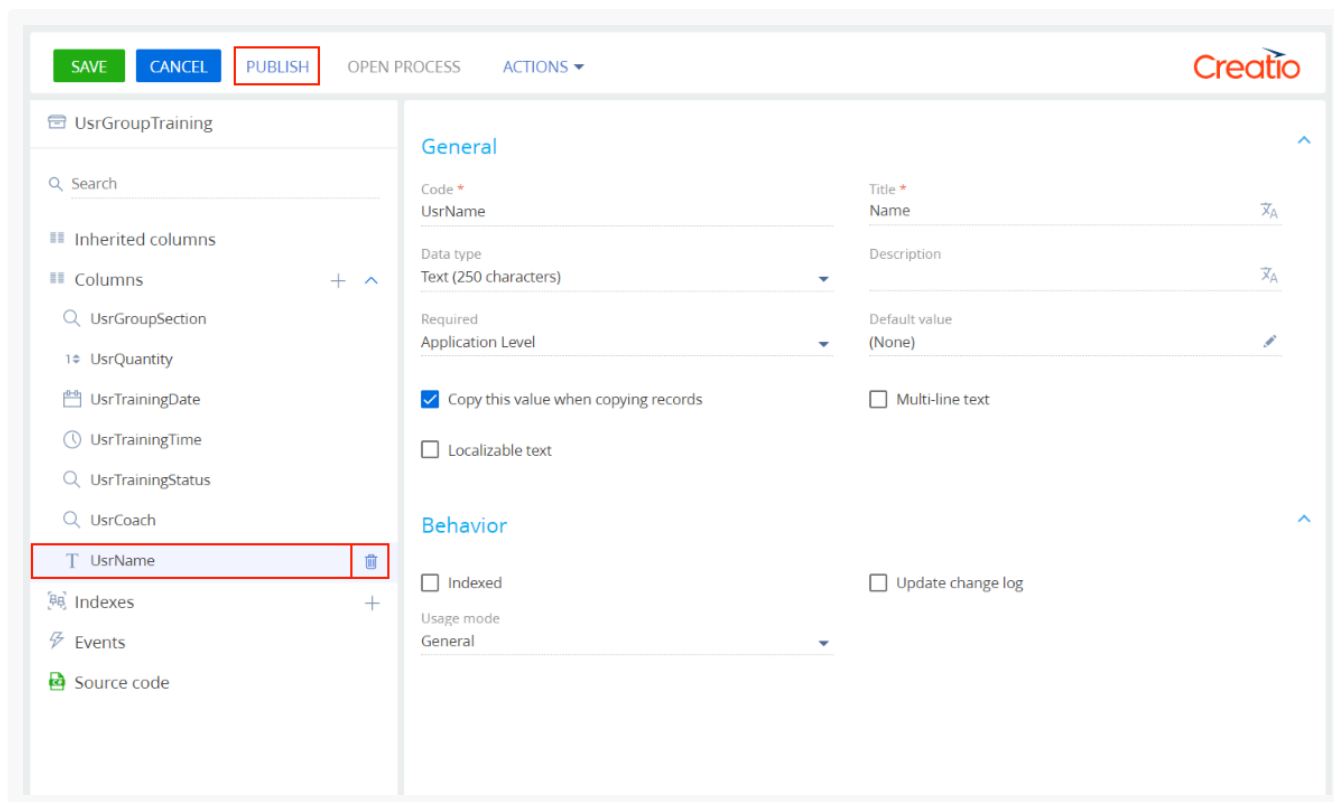 SAVE CANCEL PUBLISH OPEN PROCESS ACTIONS
Creatio
UsrGroupTraining
Search
Inherited columns
Columns
UsrGroupSection
UsrQuantity
UsrTrainingDate
UsrTrainingTime
UsrTrainingStatus
UsrCoach
UsrName
Indexes
Events
Source code
General
Code * Title *
UsrName Name
Data type Description
Text (250 characters)
Required Default value
Application Level (None)
Copy this value when copying records Multi-line text
Localizable text
Behavior
Indexed Update change log
Usage mode
General